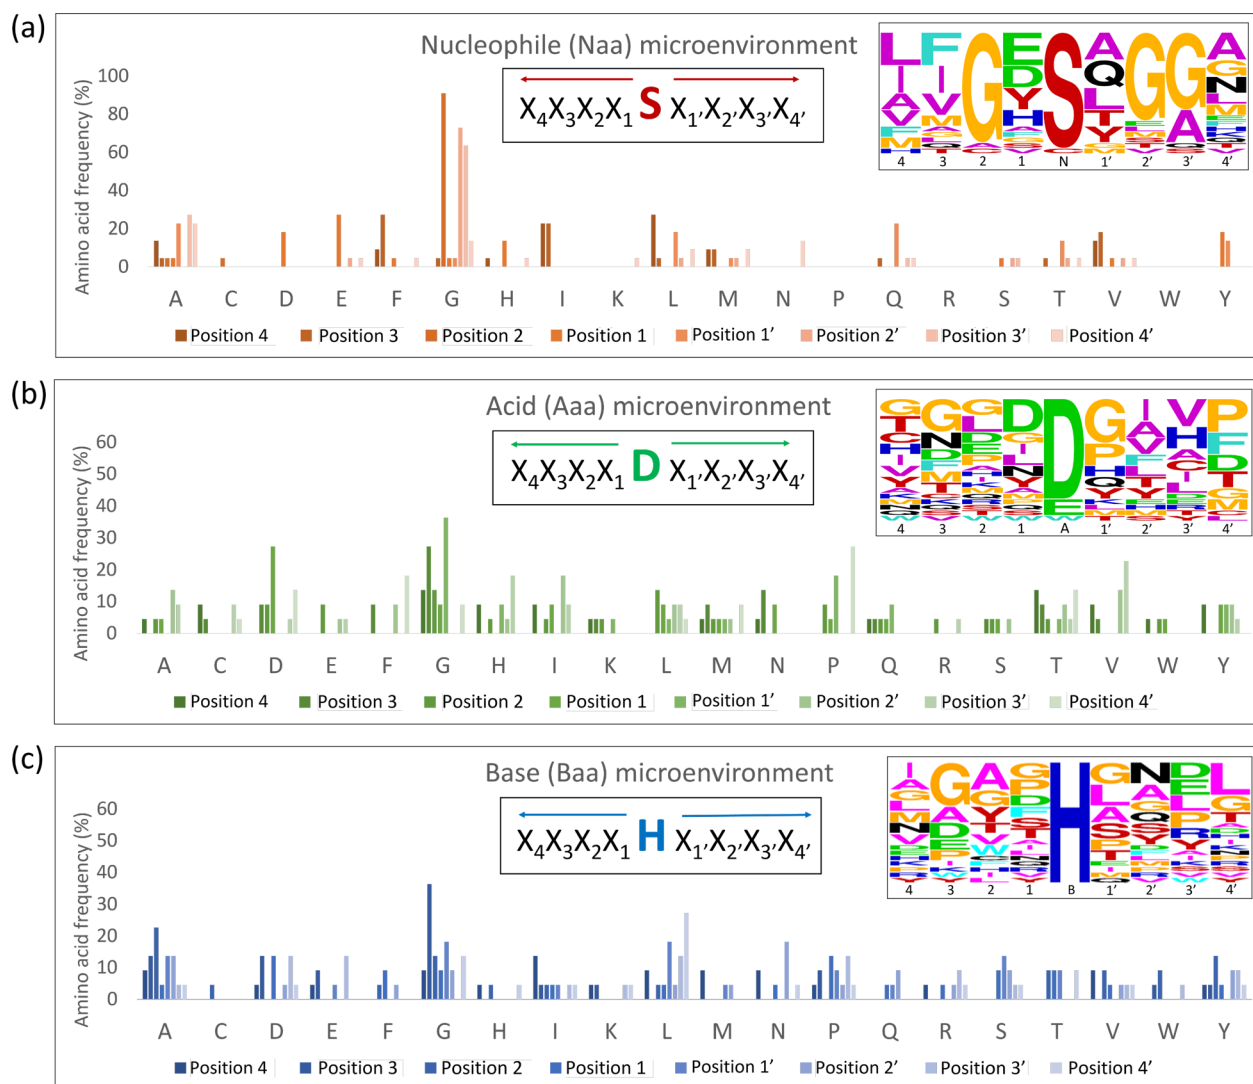 (a)
Nucleophile (Naa) microenvironment
X4X3X2X1 S X1'X2'X3'X4'
Amino acid frequency (%)
100
80
60
40
20
0
A C D E F G H I K L M N P Q R S T V W Y
Position 4 Position 3 Position 2 Position 1 Position 1' Position 2' Position 3' Position 4'
4 3 2 1 N 1' 2' 3' 4'
(b)
Acid (Aaa) microenvironment
X4X3X2X1 D X1'X2'X3'X4'
Amino acid frequency (%)
60
50
40
30
20
10
0
A C D E F G H I K L M N P Q R S T V W Y
Position 4 Position 3 Position 2 Position 1 Position 1' Position 2' Position 3' Position 4'
4 3 2 1 A 1' 2' 3' 4'
(c)
Base (Baa) microenvironment
X4X3X2X1 H X1'X2'X3'X4'
Amino acid frequency (%)
60
50
40
30
20
10
0
A C D E F G H I K L M N P Q R S T V W Y
Position 4 Position 3 Position 2 Position 1 Position 1' Position 2' Position 3' Position 4'
4 3 2 1 B 1' 2' 3' 4'